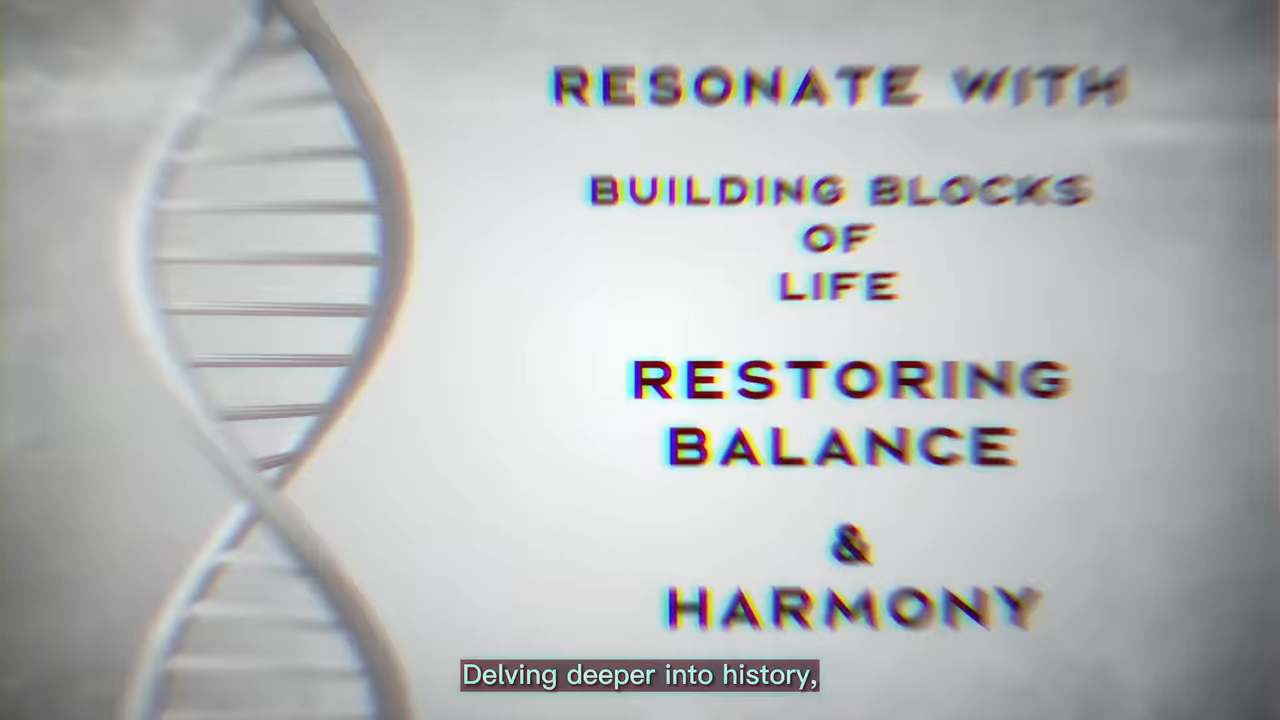 RESONATE WITH
BUILDING BLOCKS
OF
LIFE
RESTORING
BALANCE
&
HARMONY
Delving deeper into history,